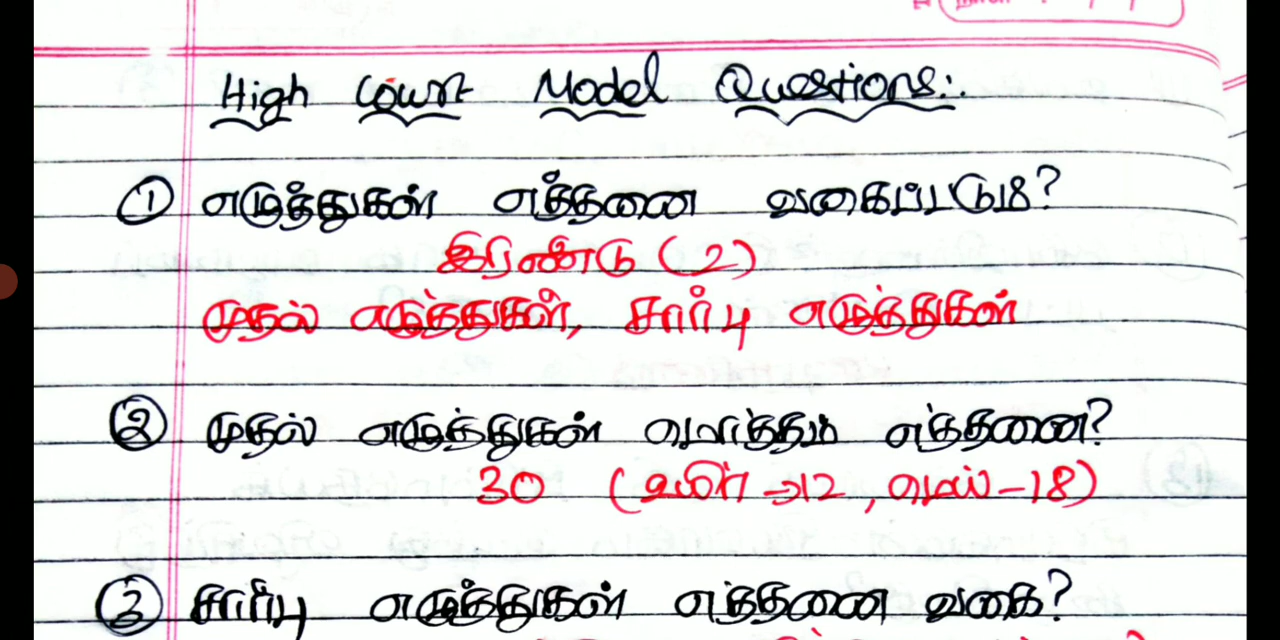 High Court Model Questions:.
① எழுத்துகள் எத்தனை வகைப்படும்?
இரண்டு (2)
முதல் எழுத்துகள், சார்பு எழுத்துகள்
② முதல் எழுத்துகள் மொத்தம் எத்தனை?
30 (உயிர் → 12, மெய் - 18)
③ சார்பு எழுத்துகள் எத்தனை வகை?